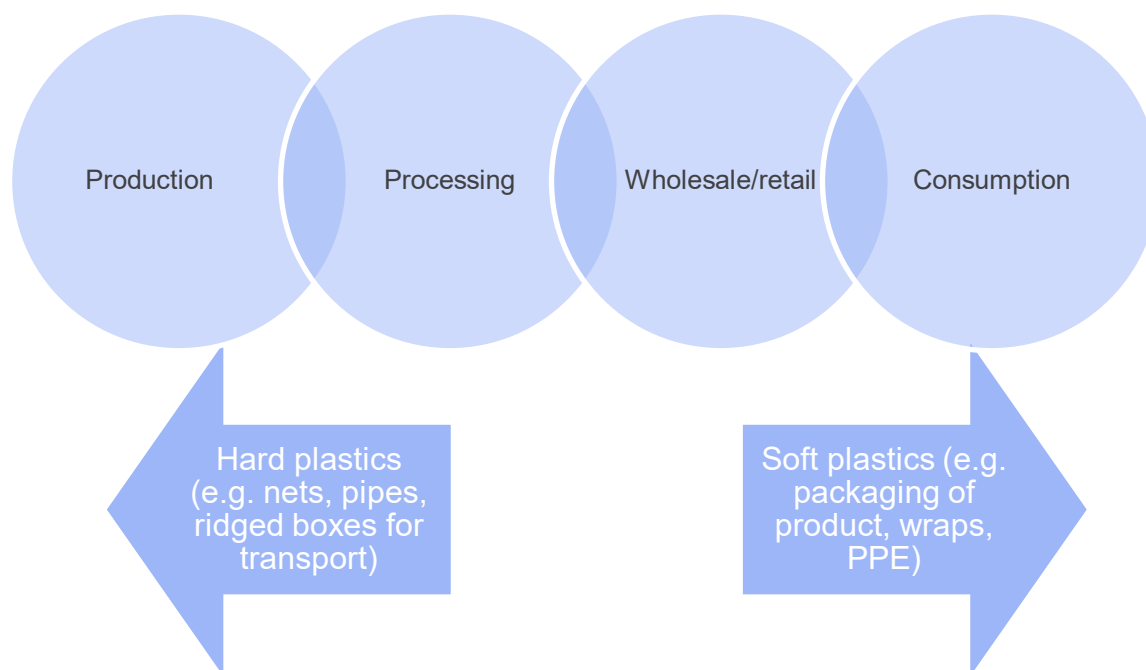 Production
Processing
Wholesale/retail
Consumption
Hard plastics
(e.g. nets, pipes,
ridged boxes for
transport)
Soft plastics (e.g.
packaging of
product, wraps,
PPE)